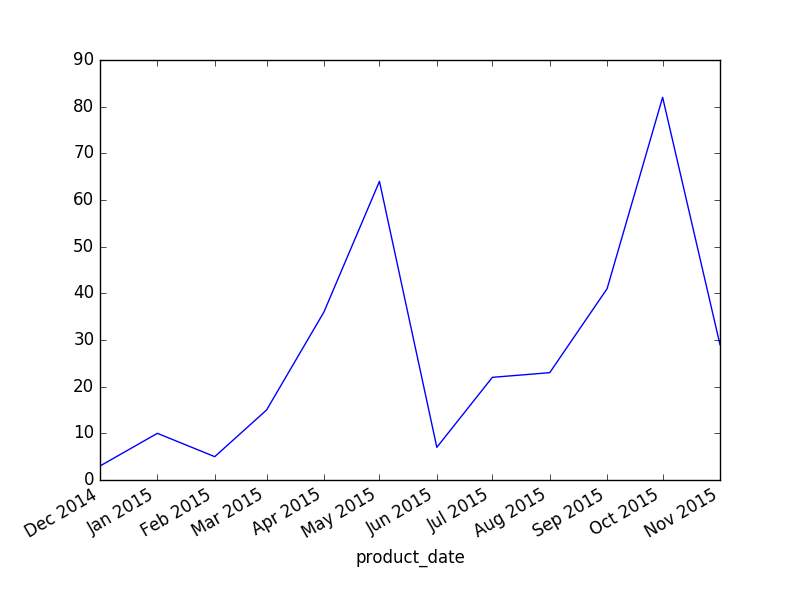 90
80
70
60
50
40
30
20
10
0
Dec 2014
Jan 2015
Feb 2015
Mar 2015
Apr 2015
May 2015
Jun 2015
Jul 2015
Aug 2015
Sep 2015
Oct 2015
Nov 2015
product_date